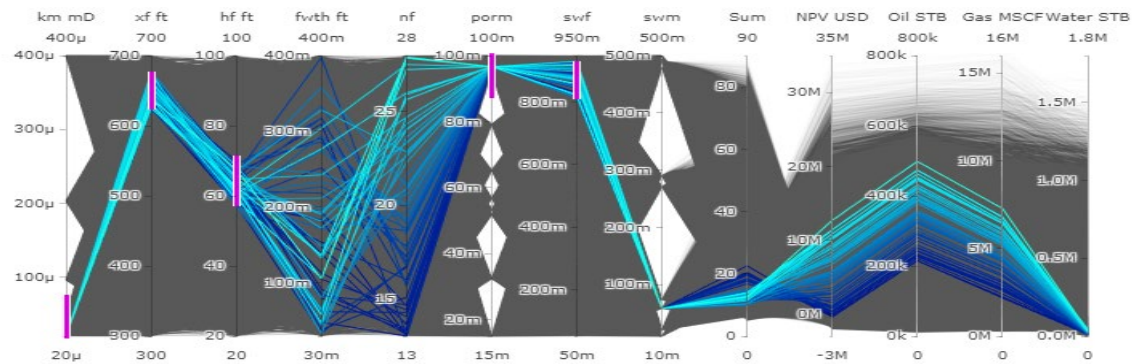 km mD xf ft hf ft fwth ft nf porm swf swm Sum NPV USD Oil STB Gas MSCF Water STB
400µ 700 100 400m 28 100m 950m 500m 90 35M 800k 16M 1.8M
400µ 700 100 400m 100m 500m 800k
15M
30M 1.5M
80
25 800m 400m
300µ 600 80 300m 80m 600k
60
10M
20M 1.0M
600m 300m
60m
200µ 500 60 200m 20 400k
40
400m 200m
10M
40m
400 40 0.5M
100µ 100m 5M
20 200k
15 200m 100m
20m 0M
300 20 0 0k 0M 0.0M
20µ 300 20 30m 13 15m 50m 10m 0 -3M 0 0 0